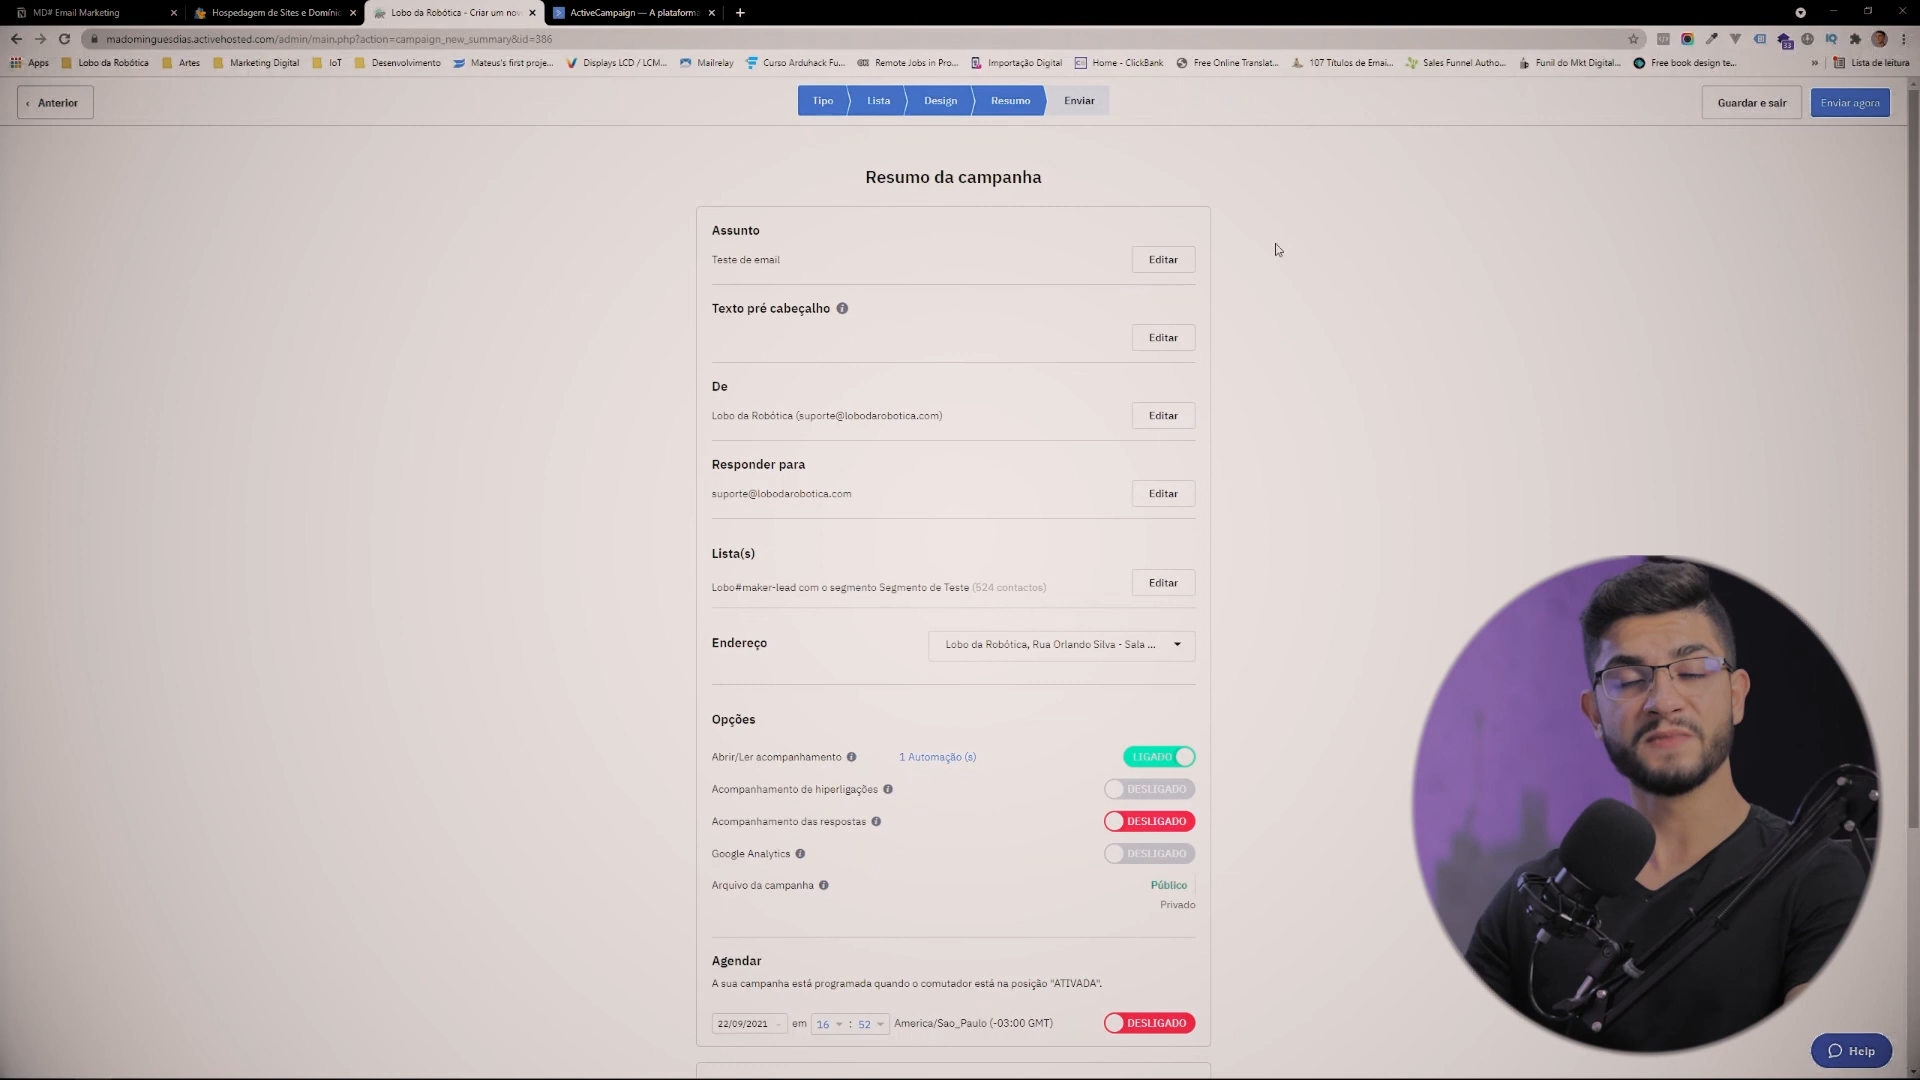 MD# Email Marketing
Hospedagem de Sites e Domínic
Lobo da Robótica - Criar um nov
ActiveCampaign — A plataform
madominguesdias.activehosted.com/admin/main.php?action=campaign_new_summary&id=386
Apps
Lobo da Robótica
Artes
Marketing Digital
IoT
Desenvolvimento
Mateus's first proje...
Displays LCD / LCM...
Mailrelay
Curso Arduhack Fu...
Remote Jobs in Pro...
Importação Digital
Home - ClickBank
Free Online Translat...
107 Títulos de Emai...
Sales Funnel Autho...
Funil do Mkt Digital...
Free book design te...
»
Lista de leitura
‹ Anterior
Tipo
Lista
Design
Resumo
Enviar
Guardar e sair
Enviar agora
Resumo da campanha
Assunto
Teste de email
Editar
Texto pré cabeçalho
Editar
De
Lobo da Robótica (suporte@lobodarobotica.com)
Editar
Responder para
suporte@lobodarobotica.com
Editar
Lista(s)
Lobo#maker-lead com o segmento Segmento de Teste (524 contactos)
Editar
Endereço
Lobo da Robótica, Rua Orlando Silva - Sala ...
Opções
Abrir/Ler acompanhamento
1 Automação (s)
LIGADO
Acompanhamento de hiperligações
DESLIGADO
Acompanhamento das respostas
DESLIGADO
Google Analytics
DESLIGADO
Arquivo da campanha
Público
Privado
Agendar
A sua campanha está programada quando o comutador está na posição "ATIVADA".
22/09/2021 em 16 : 52 America/Sao_Paulo (-03:00 GMT)
DESLIGADO
Help